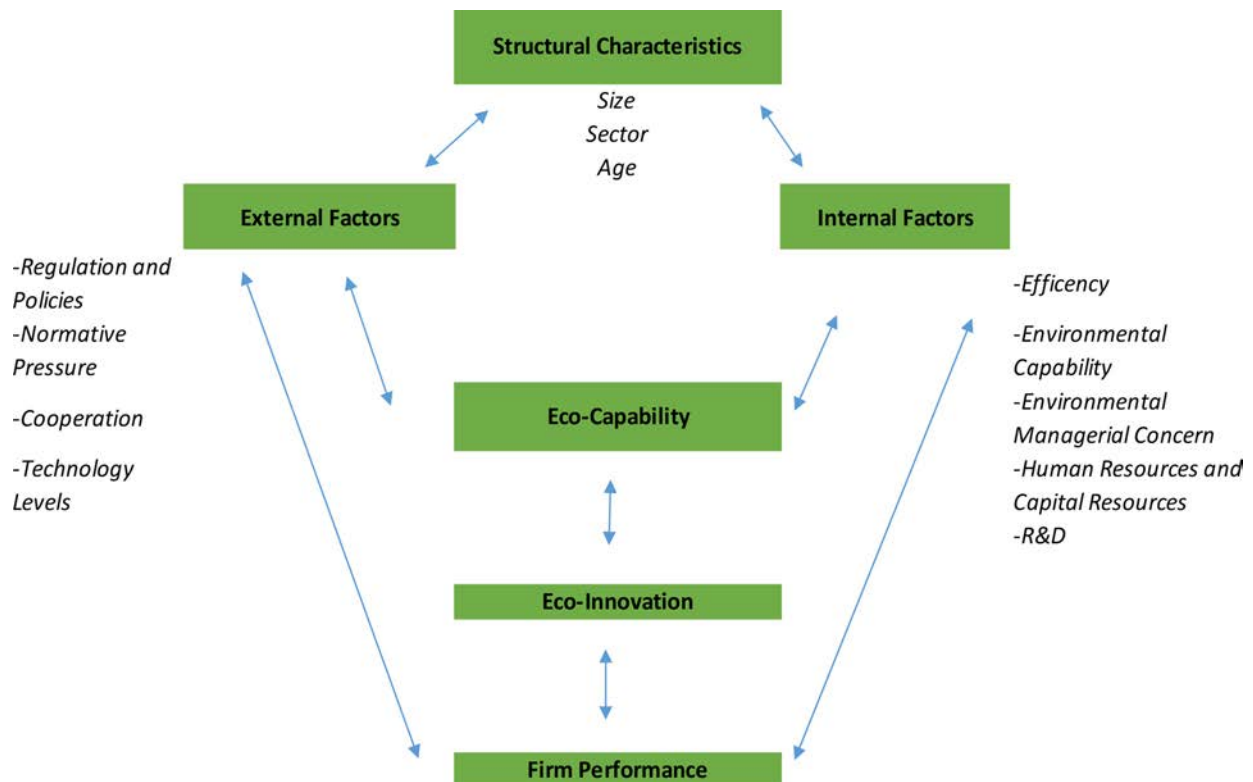 Structural Characteristics
Size
Sector
Age
External Factors
Internal Factors
-Regulation and
Policies
-Normative
Pressure
-Cooperation
-Technology
Levels
-Efficency
-Environmental
Capability
-Environmental
Managerial Concern
-Human Resources and
Capital Resources
-R&D
Eco-Capability
Eco-Innovation
Firm Performance